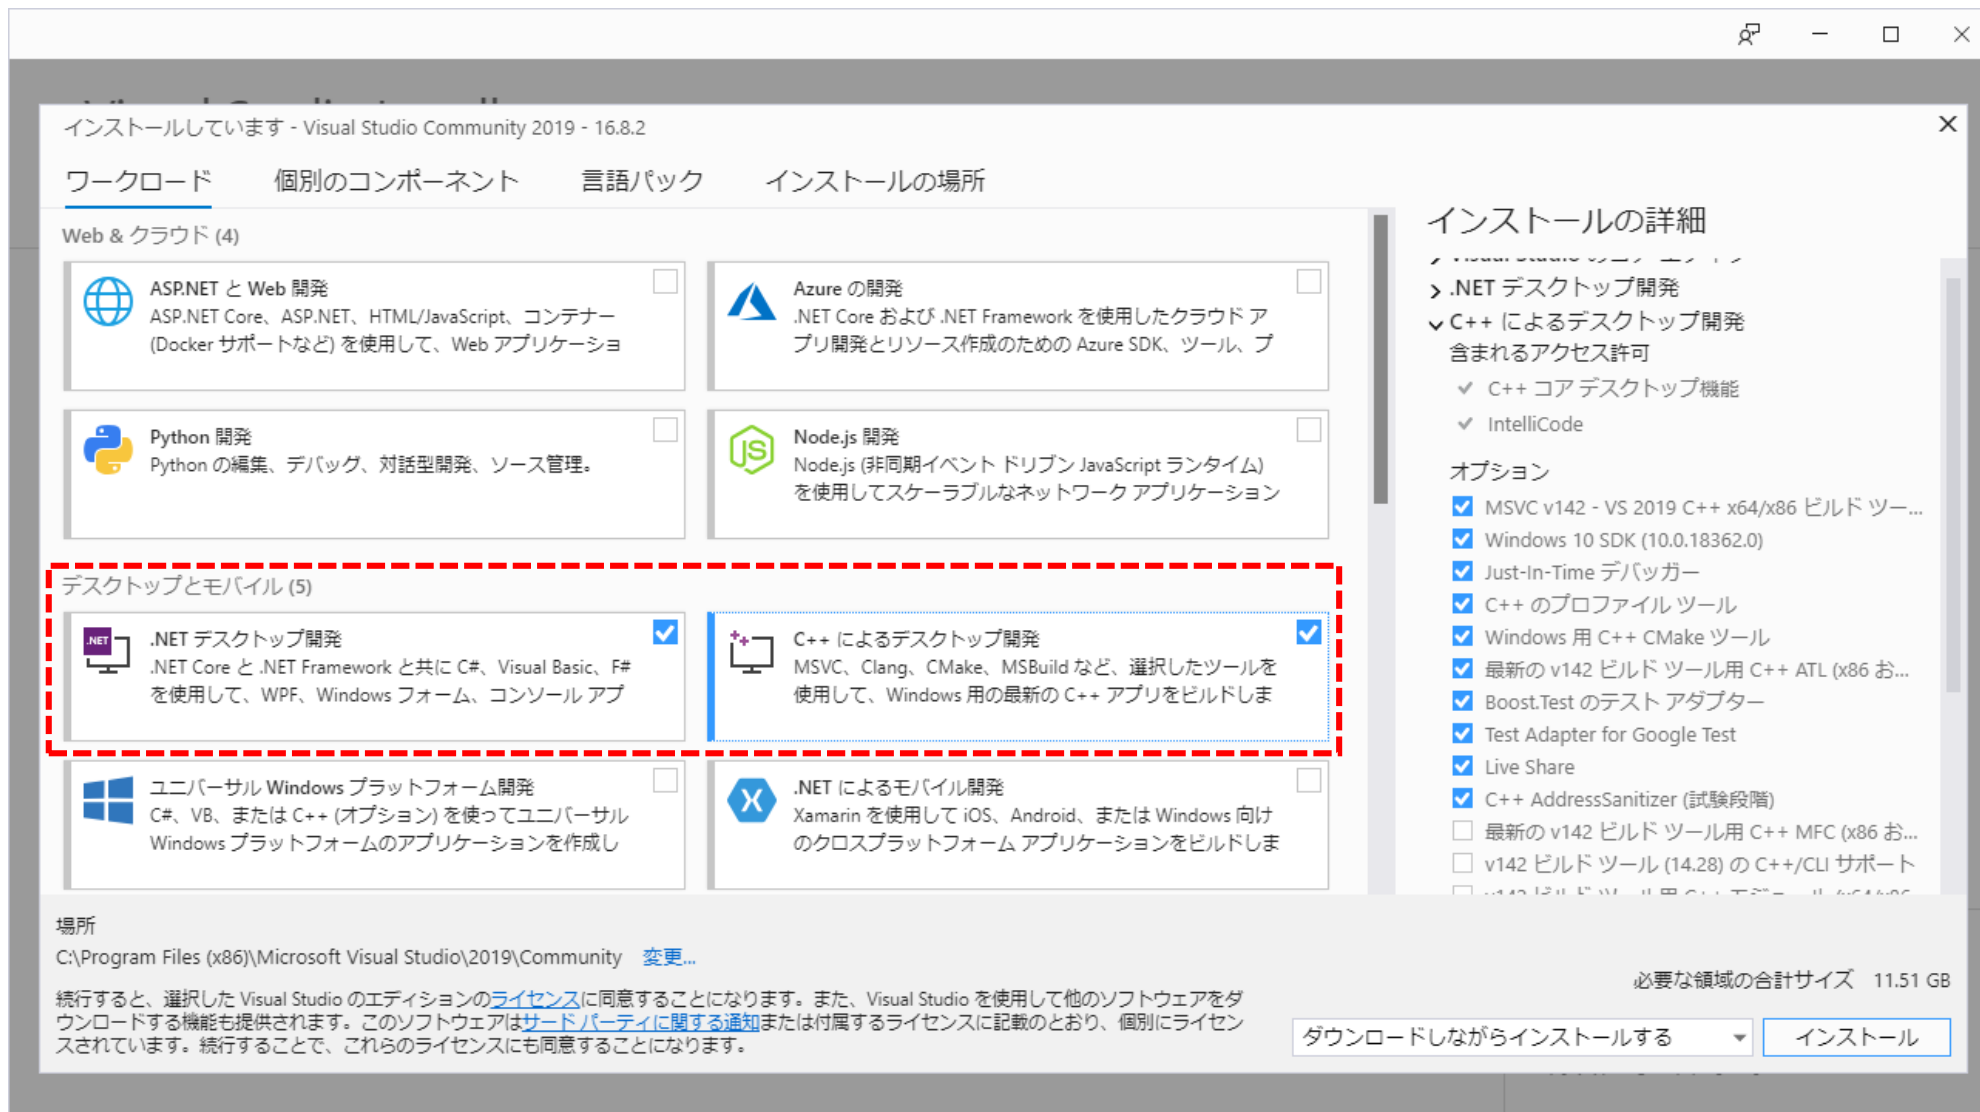 インストールしています - Visual Studio Community 2019 - 16.8.2
ワークロード 個別のコンポーネント 言語パック インストールの場所
Web & クラウド (4)
ASP.NET と Web 開発
ASP.NET Core、ASP.NET、HTML/JavaScript、コンテナー
(Docker サポートなど) を使用して、Web アプリケーショ
Azure の開発
.NET Core および .NET Framework を使用したクラウド ア
プリ開発とリソース作成のための Azure SDK、ツール、プ
Python 開発
Python の編集、デバッグ、対話型開発、ソース管理。
JS
Node.js 開発
Node.js (非同期イベント ドリブン JavaScript ランタイム)
を使用してスケーラブルなネットワーク アプリケーション
デスクトップとモバイル (5)
.NET
.NET デスクトップ開発
.NET Core と .NET Framework と共に C#、Visual Basic、F#
を使用して、WPF、Windows フォーム、コンソール アプ
C++ によるデスクトップ開発
MSVC、Clang、CMake、MSBuild など、選択したツールを
使用して、Windows 用の最新の C++ アプリをビルドしま
ユニバーサル Windows プラットフォーム開発
C#、VB、または C++ (オプション) を使ってユニバーサル
Windows プラットフォームのアプリケーションを作成し
.NET によるモバイル開発
Xamarin を使用して iOS、Android、または Windows 向け
のクロスプラットフォーム アプリケーションをビルドしま
インストールの詳細
.NET デスクトップ開発
C++ によるデスクトップ開発
含まれるアクセス許可
C++ コア デスクトップ機能
IntelliCode
オプション
MSVC v142 - VS 2019 C++ x64/x86 ビルド ツー...
Windows 10 SDK (10.0.18362.0)
Just-In-Time デバッガー
C++ のプロファイル ツール
Windows 用 C++ CMake ツール
最新の v142 ビルド ツール用 C++ ATL (x86 お...
Boost.Test のテスト アダプター
Test Adapter for Google Test
Live Share
C++ AddressSanitizer (試験段階)
最新の v142 ビルド ツール用 C++ MFC (x86 お...
v142 ビルド ツール (14.28) の C++/CLI サポート
場所
C:\Program Files (x86)\Microsoft Visual Studio\2019\Community 変更...
続行すると、選択した Visual Studio のエディションのライセンスに同意することになります。また、Visual Studio を使用して他のソフトウェアをダ
ウンロードする機能も提供されます。このソフトウェアはサード パーティに関する通知または付属するライセンスに記載のとおり、個別にライセン
スされています。続行することで、これらのライセンスにも同意することになります。
必要な領域の合計サイズ 11.51 GB
ダウンロードしながらインストールする インストール